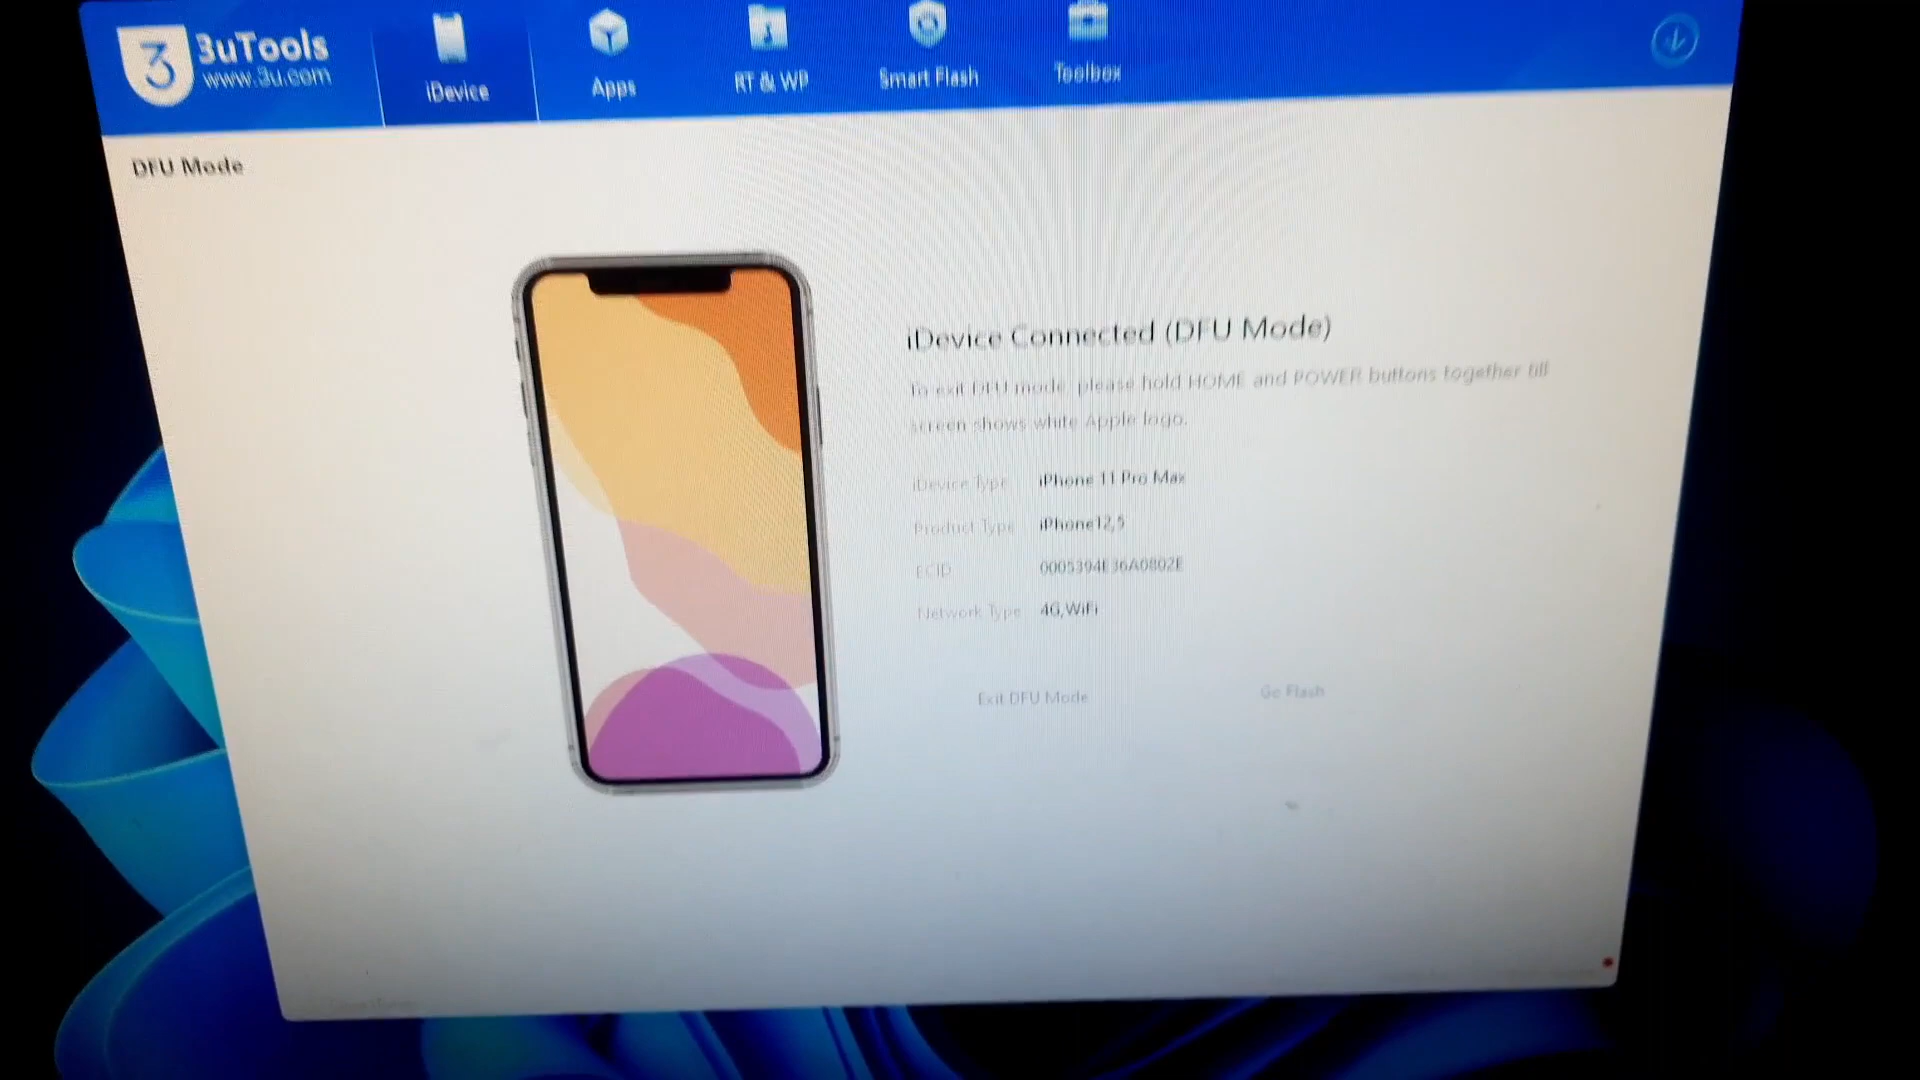 3 3uTools
www.3u.com
iDevice
Apps
RT & WP
Smart Flash
Toolbox
DFU Mode
iDevice Connected (DFU Mode)
To exit DFU mode, please hold HOME and POWER buttons together till
screen shows white Apple logo.
iDevice Type iPhone 11 Pro Max
Product Type iPhone12,5
ECID 0005394E36A0802E
Network Type 4G,WiFi
Exit DFU Mode Go Flash